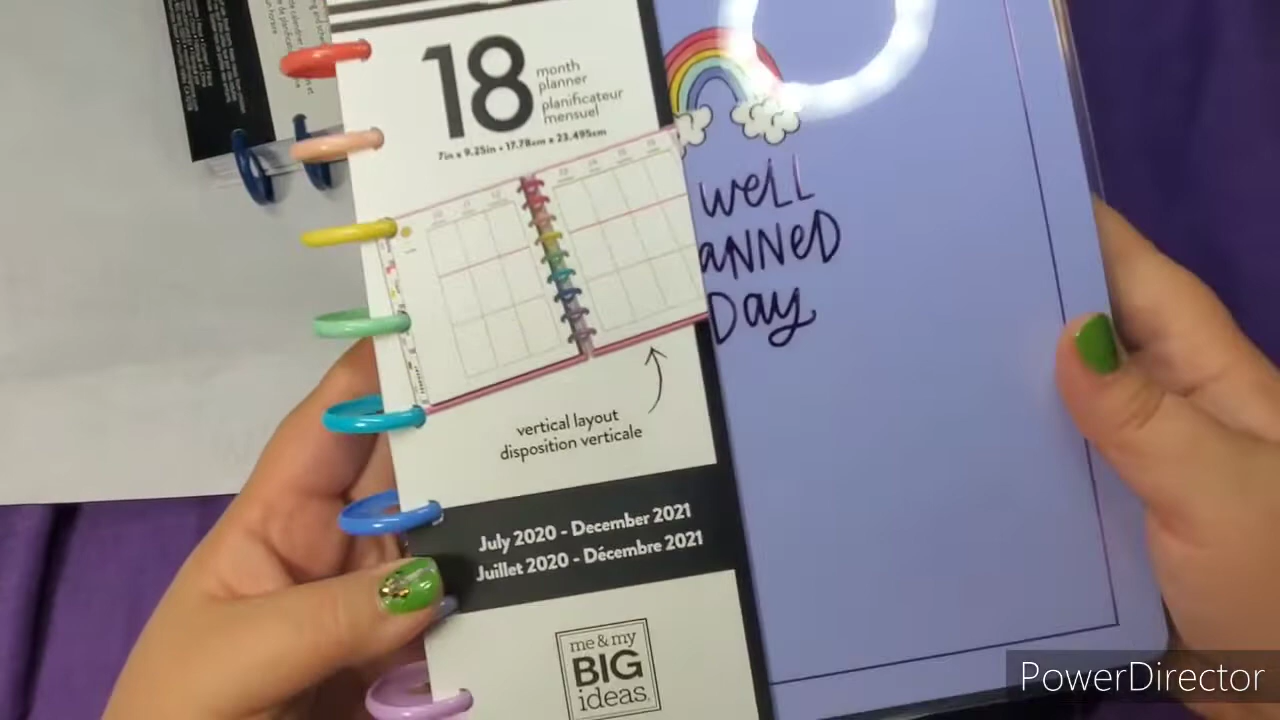 18
month
planner
planificateur
mensuel
7in x 9.25in • 17.78cm x 23.495cm
vertical layout
disposition verticale
July 2020 - December 2021
Juillet 2020 - Décembre 2021
me & my
BIG
ideas.
WELL
ANNED
DAY
PowerDirector